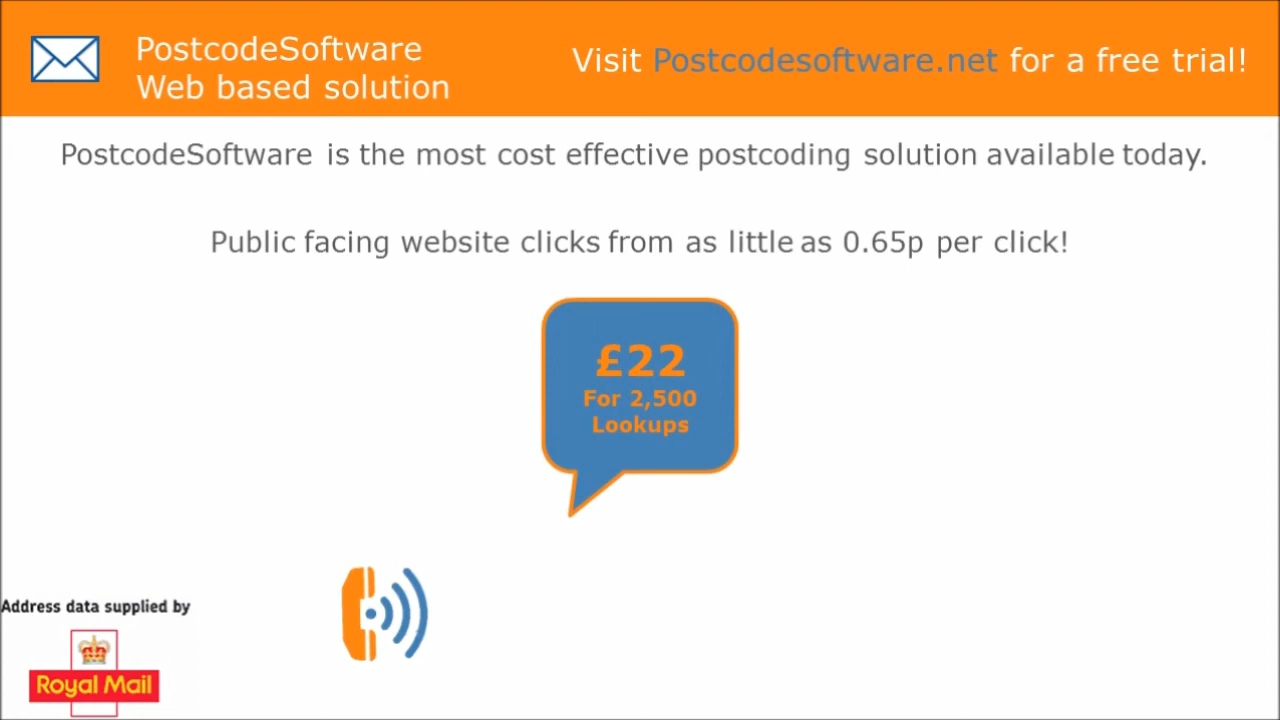 PostcodeSoftware
Web based solution
Visit Postcodesoftware.net for a free trial!
PostcodeSoftware is the most cost effective postcoding solution available today.
Public facing website clicks from as little as 0.65p per click!
£22
For 2,500
Lookups
Address data supplied by
Royal Mail